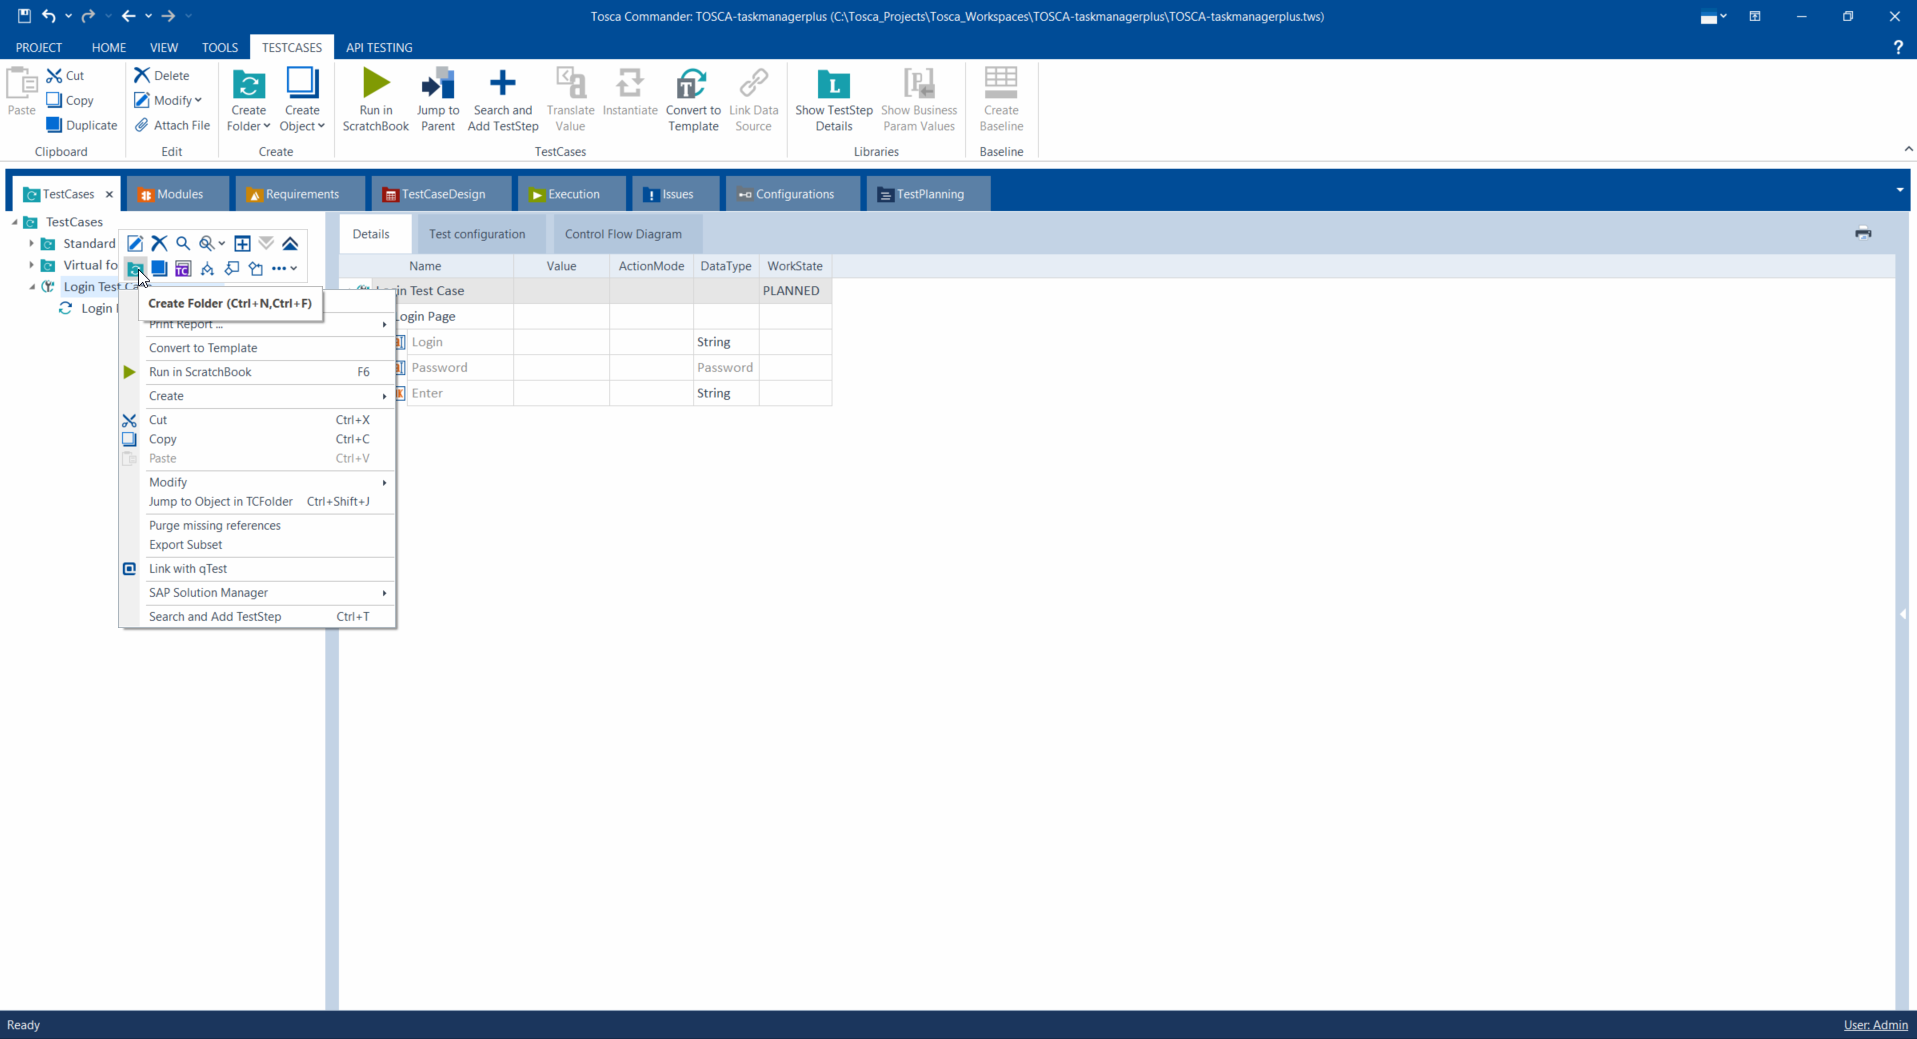 Tosca Commander: TOSCA-taskmanagerplus (C:\Tosca_Projects\Tosca_Workspaces\TOSCA-taskmanagerplus\TOSCA-taskmanagerplus.tws)
PROJECT HOME VIEW TOOLS TESTCASES API TESTING ?
Paste
Cut
Copy
Duplicate
Clipboard
Delete
Modify
Attach File
Edit
Create Folder
Create Object
Create
Run in ScratchBook
Jump to Parent
Search and Add TestStep
Translate Value
Instantiate
Convert to Template
Link Data Source
TestCases
Show TestStep Details
Show Business Param Values
Libraries
Create Baseline
Baseline
TestCases Modules Requirements TestCaseDesign Execution Issues Configurations TestPlanning
TestCases
Standard
Virtual fo
Login Test Ca
Login
Create Folder (Ctrl+N,Ctrl+F)
Print Report ...
Convert to Template
Run in ScratchBook F6
Create
Cut Ctrl+X
Copy Ctrl+C
Paste Ctrl+V
Modify
Jump to Object in TCFolder Ctrl+Shift+J
Purge missing references
Export Subset
Link with qTest
SAP Solution Manager
Search and Add TestStep Ctrl+T
Details Test configuration Control Flow Diagram
Name Value ActionMode DataType WorkState
in Test Case PLANNED
Login Page
Login String
Password Password
Enter String
Ready User: Admin